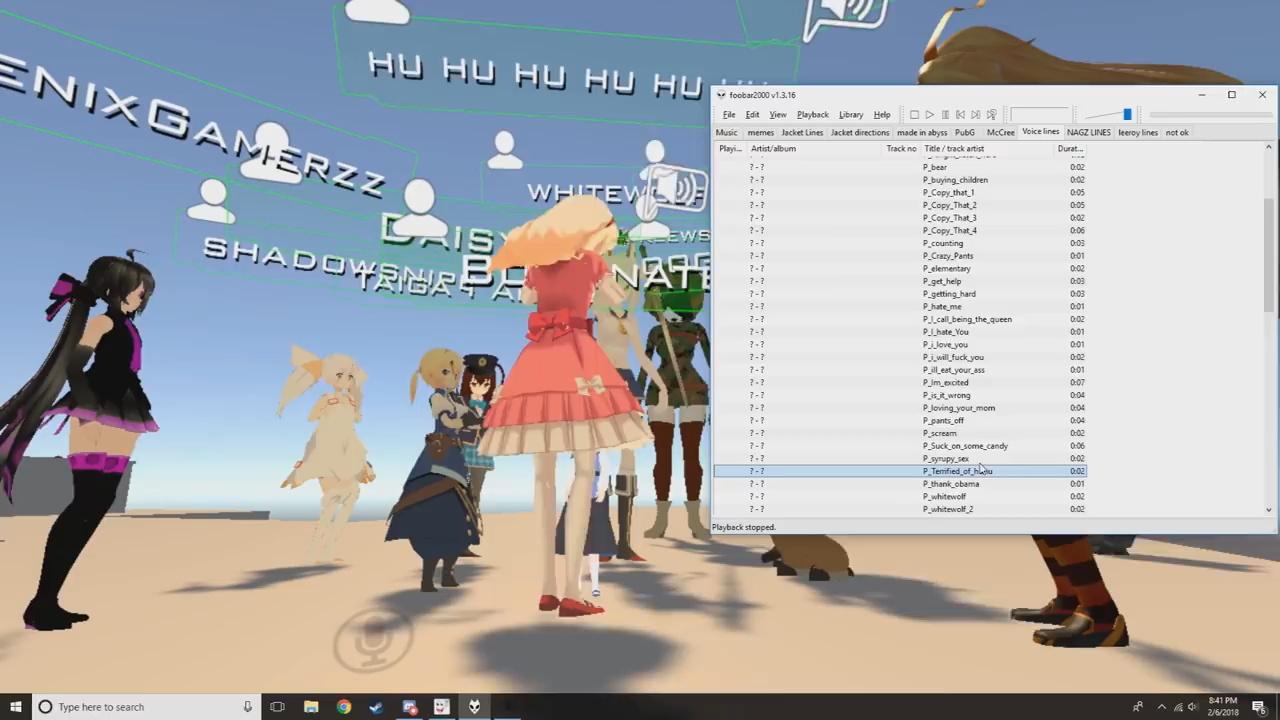 HU HU HU HU HU
ENIXGAMERZZ
WHITEW
DAISY
SHADOWSNIP
TAIGA
foobar2000 v1.3.16
File Edit View Playback Library Help
Music memes Jacket Lines Jacket directions made in abyss PubG McCree Voice lines NAGZ LINES leeroy lines not ok
Playi... Artist/album Track no Title / track artist Durat...
? - ? P_bear 0:02
? - ? P_buying_children 0:02
? - ? P_Copy_that_1 0:05
? - ? P_Copy_That_2 0:05
? - ? P_Copy_That_3 0:02
? - ? P_Copy_That_4 0:06
? - ? P_counting 0:03
? - ? P_Crazy_Pants 0:01
? - ? P_elementary 0:02
? - ? P_get_help 0:03
? - ? P_getting_hard 0:03
? - ? P_hate_me 0:01
? - ? P_I_call_being_the_queen 0:02
? - ? P_I_hate_You 0:01
? - ? P_i_love_you 0:01
? - ? P_i_will_fuck_you 0:02
? - ? P_ill_eat_your_ass 0:01
? - ? P_Im_excited 0:07
? - ? P_is_it_wrong 0:04
? - ? P_loving_your_mom 0:04
? - ? P_pants_off 0:04
? - ? P_scream 0:02
? - ? P_Suck_on_some_candy 0:06
? - ? P_syrupy_sex 0:02
? - ? 0:02
? - ? P_thank_obama 0:01
? - ? P_whitewolf 0:02
? - ? P_whitewolf_2 0:02
Playback stopped.
Type here to search
8:41 PM
2/6/2018
6